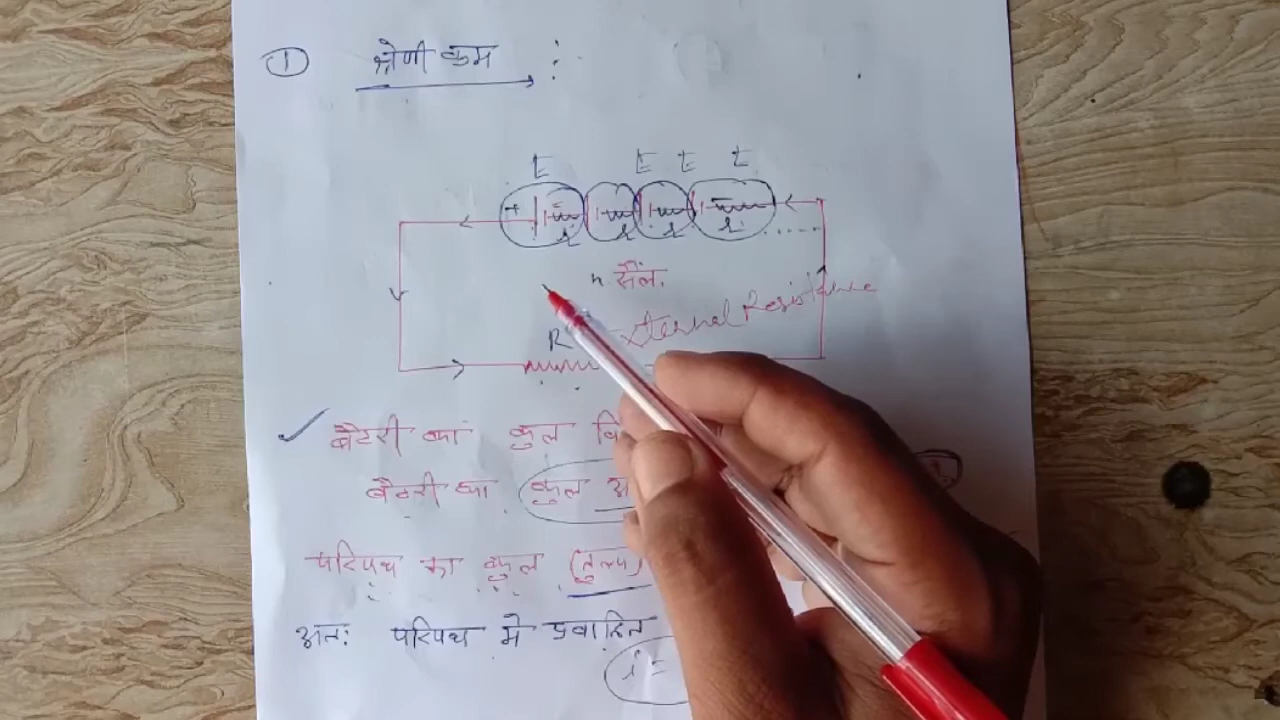 ① श्रेणी क्रम :
E E E E
+
r r r r .....
n सैल.
R External Resistance
बैटरी का कुल वि
बैटरी का कुल आ
परिपथ का कुल (तुल्य)
अतः परिपथ मे प्रवाहित
i =